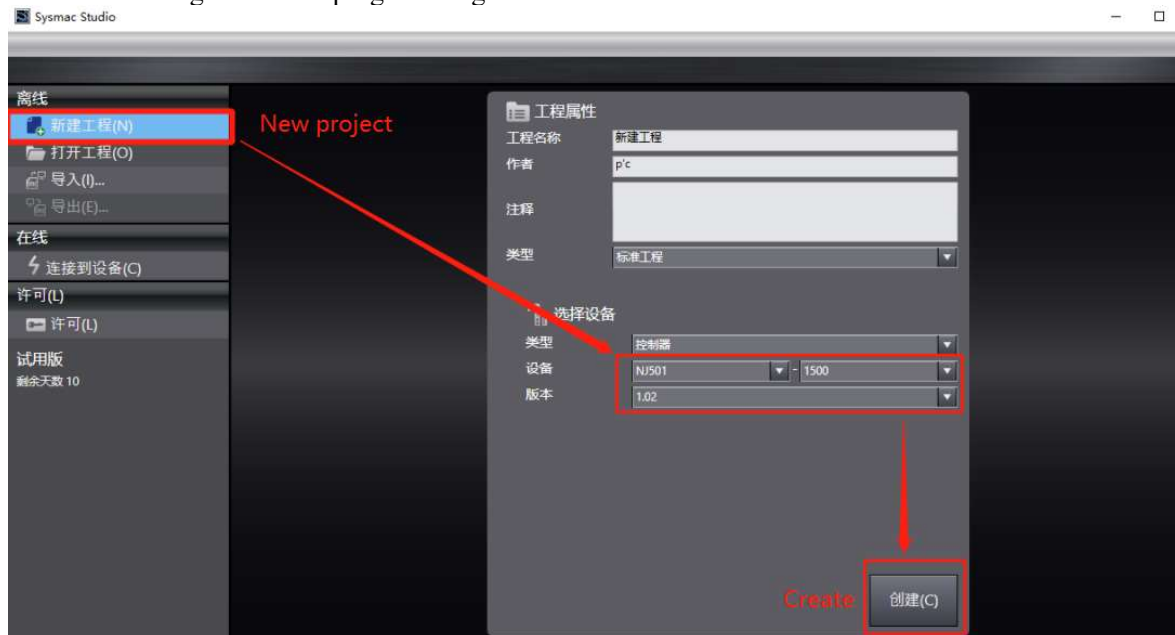 Sysmac Studio
离线
新建工程(N)
打开工程(O)
导入(I)...
导出(E)...
在线
连接到设备(C)
许可(L)
许可(L)
试用版
剩余天数 10
New project
工程属性
工程名称 新建工程
作者 p'c
注释
类型 标准工程
选择设备
类型 控制器
设备 NJ501 - 1500
版本 1.02
Create 创建(C)